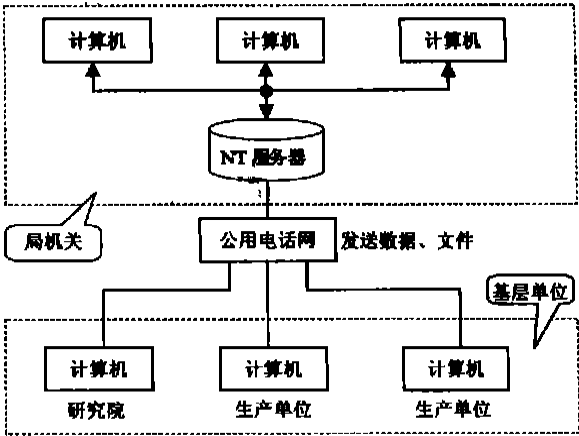 计算机 计算机 计算机
NT 服务器
局机关
公用电话网 发送数据、文件
基层单位
计算机 计算机 计算机
研究院 生产单位 生产单位